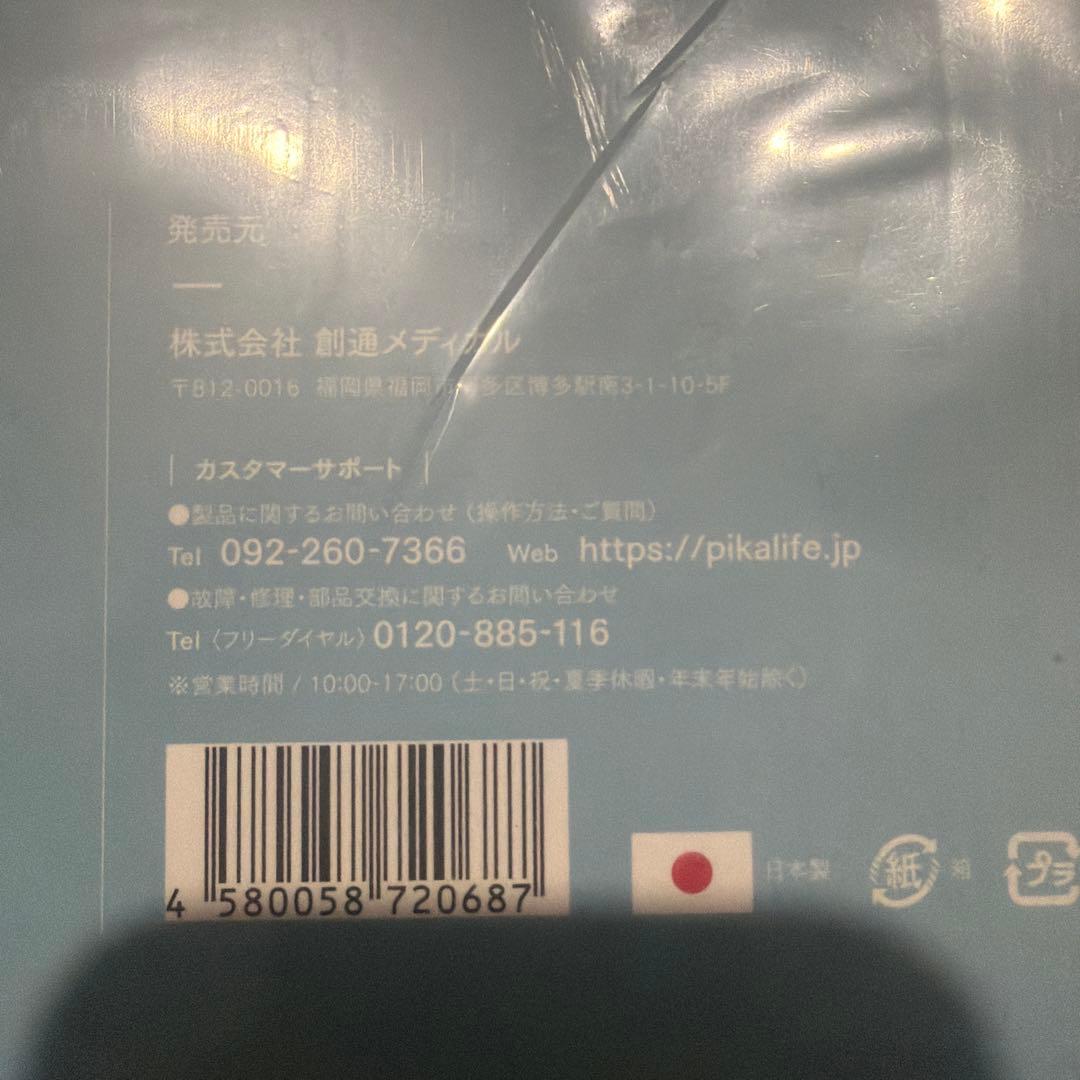 発売元
株式会社 創通メディカル
〒812-0016 福岡県福岡市博多区博多駅南3-1-10-5F
カスタマーサポート
●製品に関するお問い合わせ（操作方法・ご質問）
Tel 092-260-7366 Web https://pikalife.jp
●故障・修理・部品交換に関するお問い合わせ
Tel（フリーダイヤル）0120-885-116
※営業時間 / 10:00-17:00（土・日・祝・夏季休暇・年末年始除く）
4 580058 720687
日本製 紙 箱 プラ